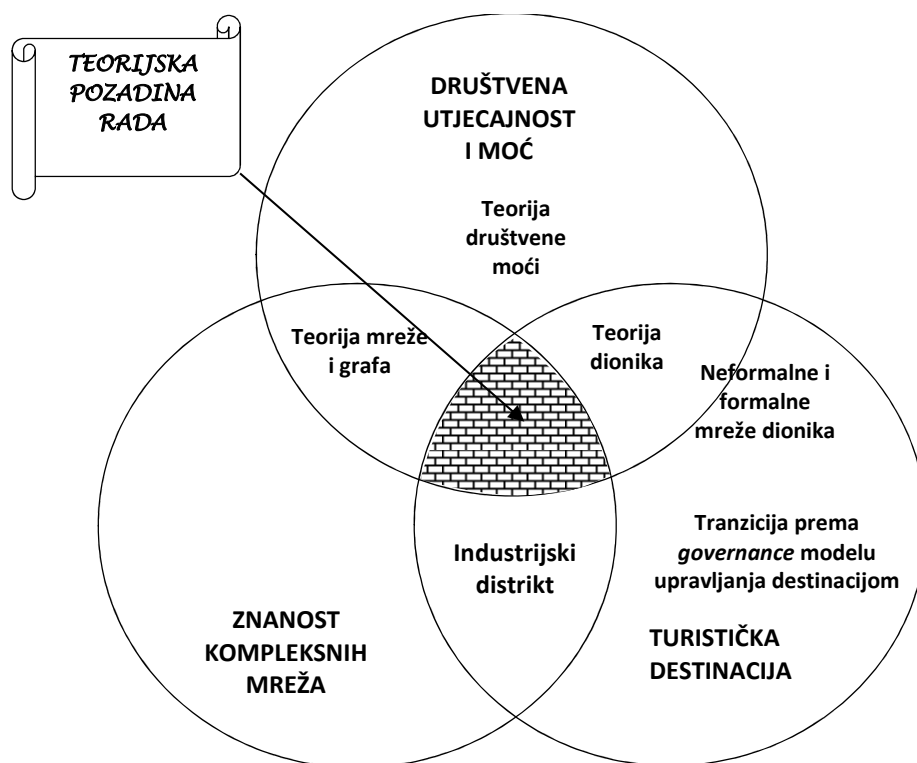 TEORIJSKA
POZADINA
RADA
DRUŠTVENA
UTJECAJNOST
I MOĆ
Teorija
društvene
moći
Teorija mreže
i grafa
Teorija
dionika
Neformalne i
formalne
mreže dionika
Industrijski
distrikt
Tranzicija prema
governance modelu
upravljanja destinacijom
ZNANOST
KOMPLEKSNIH
MREŽA
TURISTIČKA
DESTINACIJA